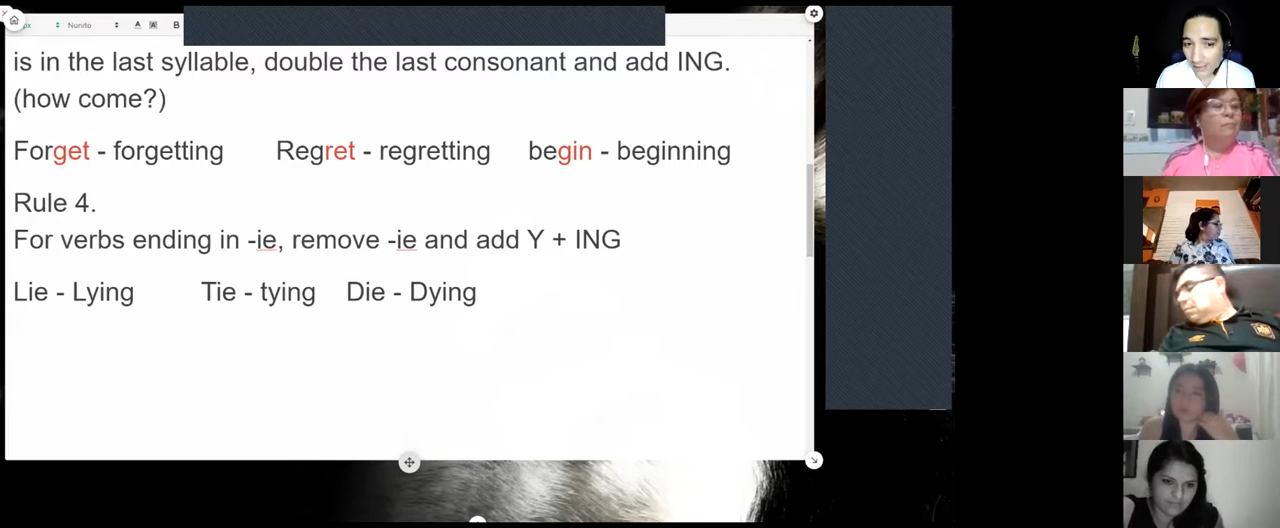 px Nunito A A B
is in the last syllable, double the last consonant and add ING.
(how come?)
Forget - forgetting Regret - regretting begin - beginning
Rule 4.
For verbs ending in -ie, remove -ie and add Y + ING
Lie - Lying Tie - tying Die - Dying